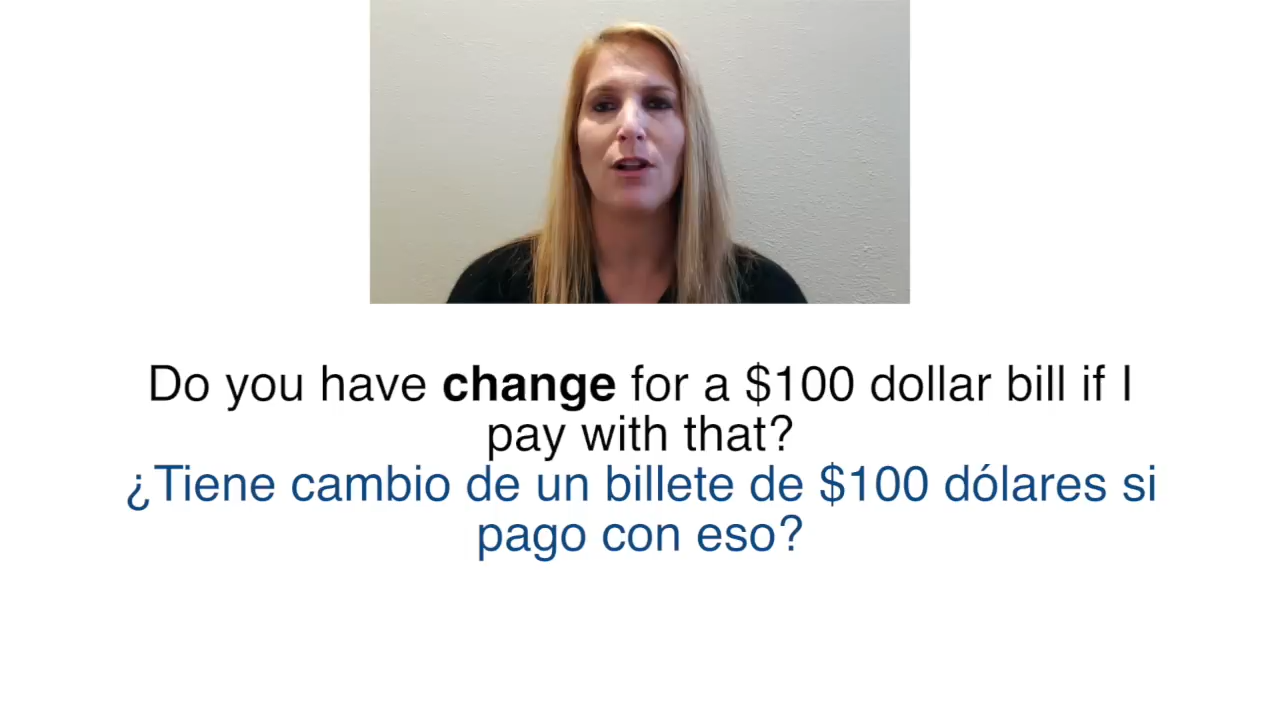 Do you have change for a $100 dollar bill if I
pay with that?
¿Tiene cambio de un billete de $100 dólares si
pago con eso?